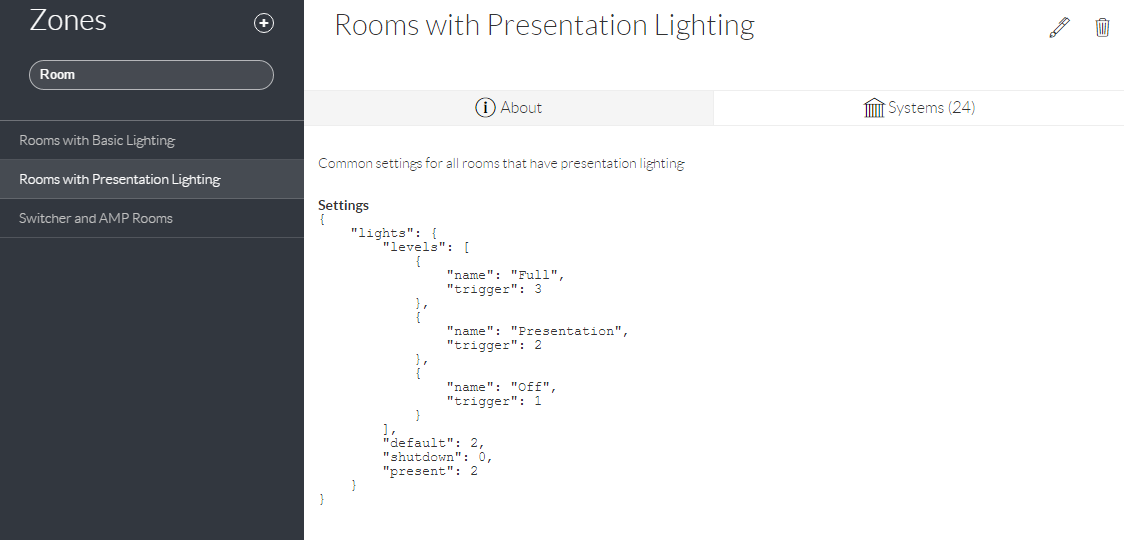 Zones
Room
Rooms with Basic Lighting
Rooms with Presentation Lighting
Switcher and AMP Rooms
Rooms with Presentation Lighting
About
Systems (24)
Common settings for all rooms that have presentation lighting
Settings
{
    "lights": {
        "levels": [
            {
                "name": "Full",
                "trigger": 3
            },
            {
                "name": "Presentation",
                "trigger": 2
            },
            {
                "name": "Off",
                "trigger": 1
            }
        ],
        "default": 2,
        "shutdown": 0,
        "present": 2
    }
}